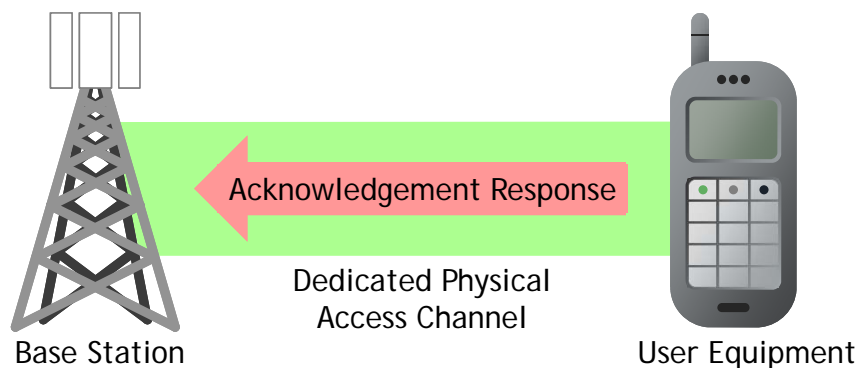 Acknowledgement Response
Dedicated Physical
Access Channel
Base Station
User Equipment